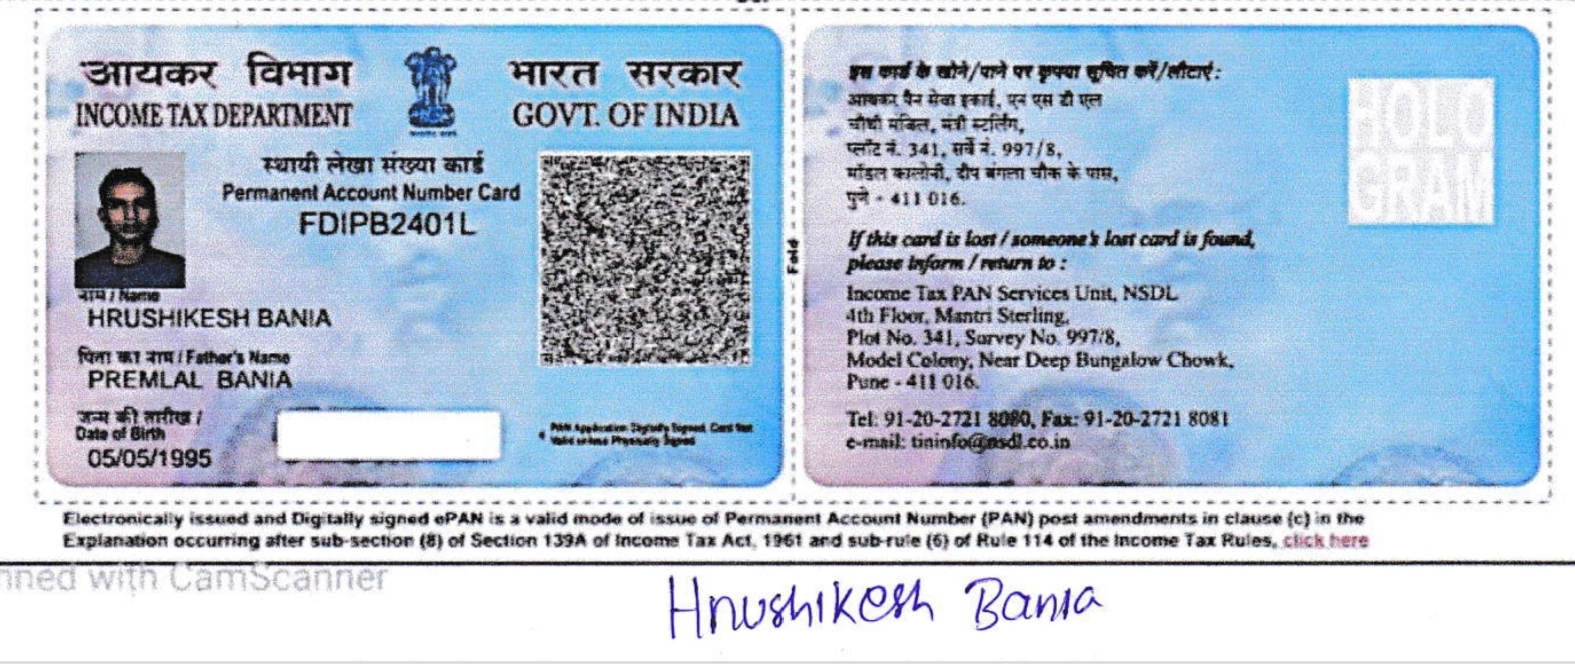 आयकर विभाग
INCOME TAX DEPARTMENT
भारत सरकार
GOVT. OF INDIA
स्थायी लेखा संख्या कार्ड
Permanent Account Number Card
FDIPB2401L
नाम / Name
HRUSHIKESH BANIA
पिता का नाम / Father's Name
PREMLAL BANIA
जन्म की तारीख /
Date of Birth
05/05/1995
PAN Application Digitally Signed, Card Not
Valid unless Physically Signed
Fold
इस कार्ड के खोने/पाने पर कृपया सूचित करें/लौटाएं:
आयकर पैन सेवा इकाई, एन एस डी एल
चौथी मंजिल, मंत्री स्टर्लिंग,
प्लॉट नं. 341, सर्वे नं. 997/8,
मॉडल कालोनी, दीप बंगला चौक के पास,
पुणे - 411 016.
HOLO
GRAM
If this card is lost / someone's lost card is found,
please inform / return to :
Income Tax PAN Services Unit, NSDL
4th Floor, Mantri Sterling,
Plot No. 341, Survey No. 997/8,
Model Colony, Near Deep Bungalow Chowk,
Pune - 411 016.
Tel: 91-20-2721 8080, Fax: 91-20-2721 8081
e-mail: tininfo@nsdl.co.in
Electronically issued and Digitally signed ePAN is a valid mode of issue of Permanent Account Number (PAN) post amendments in clause (c) in the
Explanation occurring after sub-section (8) of Section 139A of Income Tax Act, 1961 and sub-rule (6) of Rule 114 of the Income Tax Rules, click here
nned with CamScanner
Hrushikesh Bania